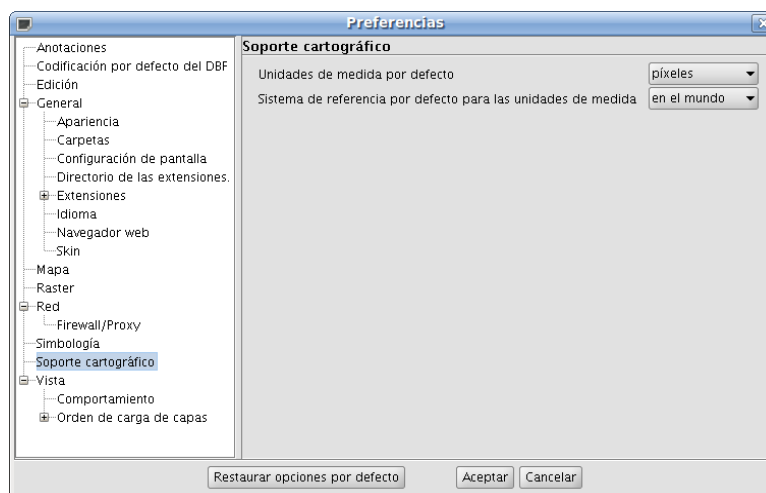 Preferencias
Anotaciones
Codificación por defecto del DBF
Edición
General
Apariencia
Carpetas
Configuración de pantalla
Directorio de las extensiones.
Extensiones
Idioma
Navegador web
Skin
Mapa
Raster
Red
Firewall/Proxy
Simbología
Soporte cartográfico
Vista
Comportamiento
Orden de carga de capas
Soporte cartográfico
Unidades de medida por defecto píxeles
Sistema de referencia por defecto para las unidades de medida en el mundo
Restaurar opciones por defecto Aceptar Cancelar